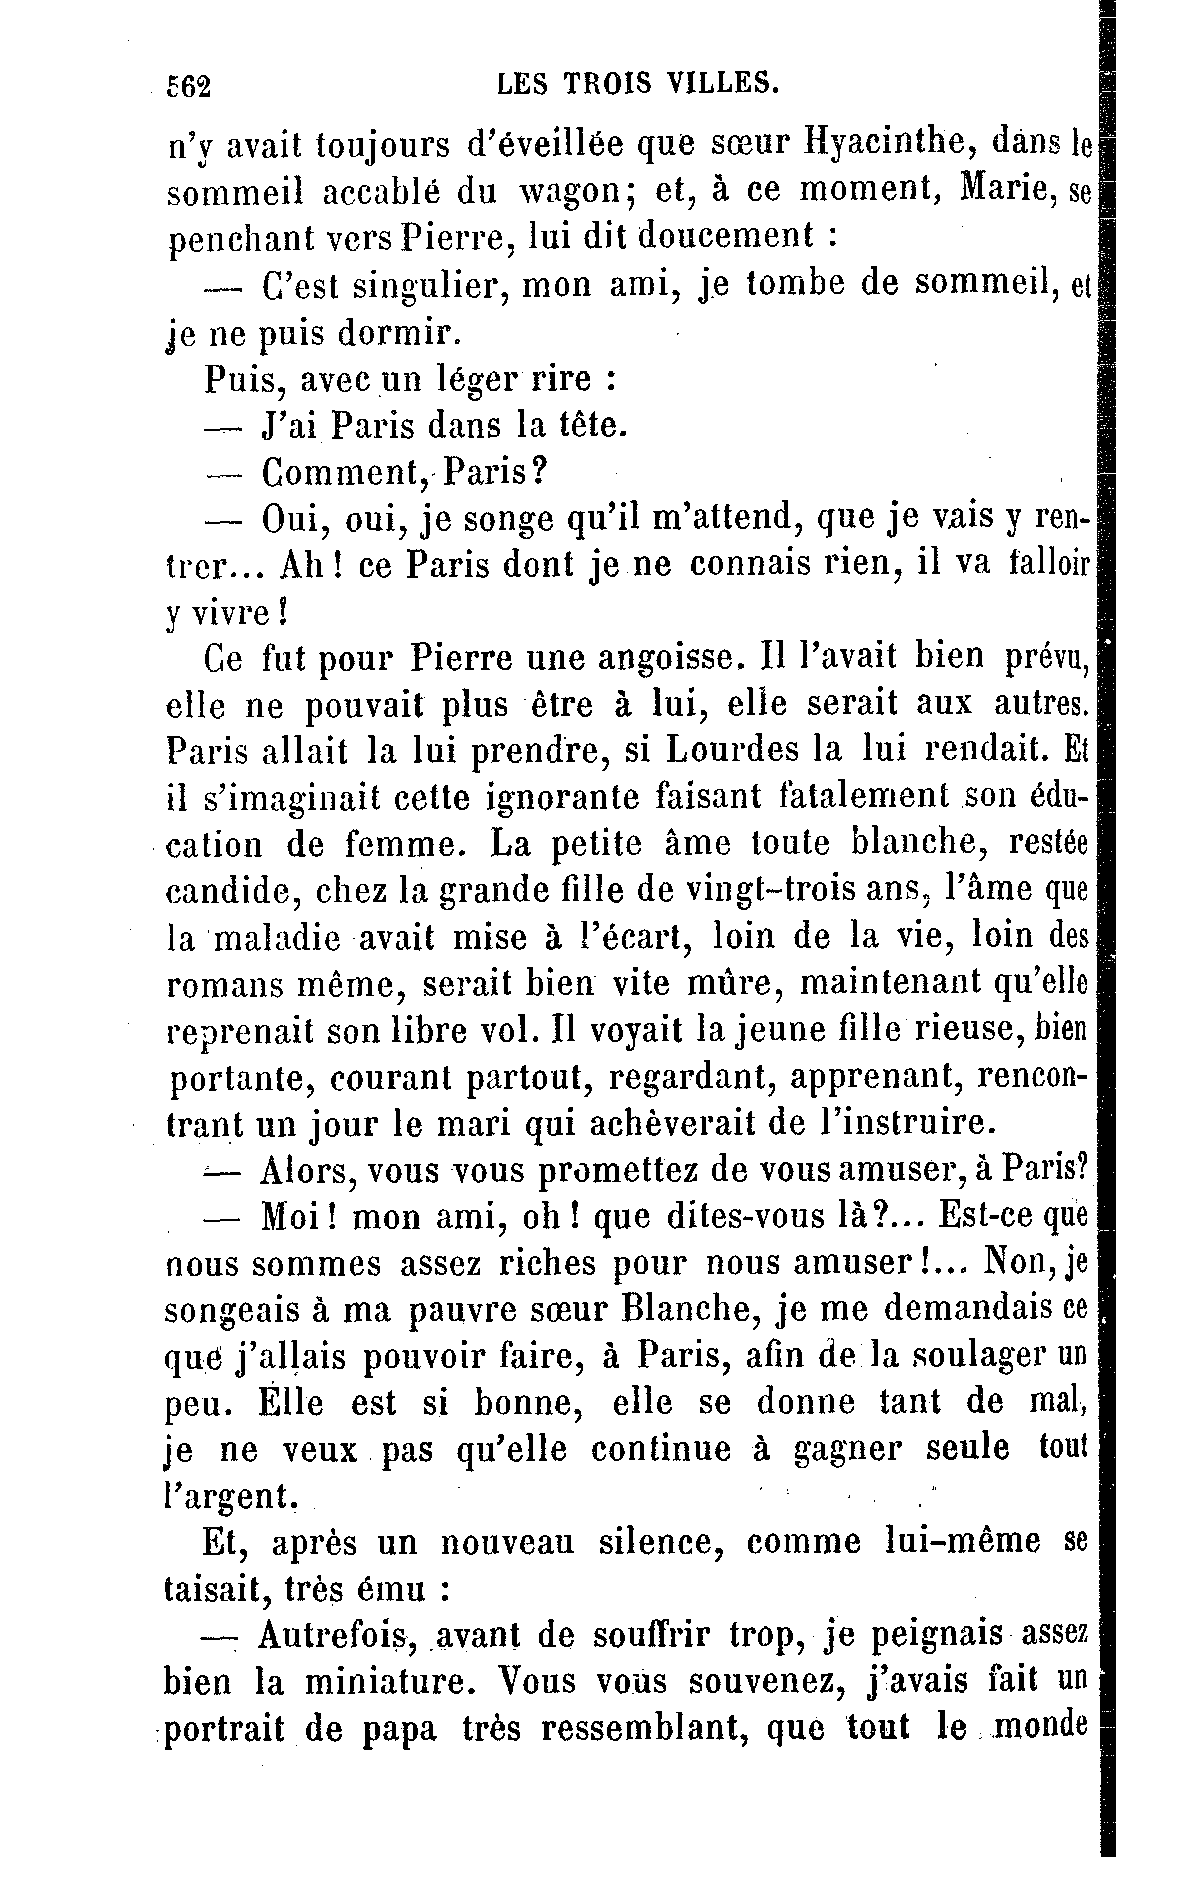 562 LES TROIS VILLES.
n'y avait toujours d'éveillée que sœur Hyacinthe, dans le
sommeil accablé du wagon; et, à ce moment, Marie, se
penchant vers Pierre, lui dit doucement :
— C'est singulier, mon ami, je tombe de sommeil, et
je ne puis dormir.
Puis, avec un léger rire :
— J'ai Paris dans la tête.
— Comment, Paris?
— Oui, oui, je songe qu'il m'attend, que je vais y ren-
trer... Ah! ce Paris dont je ne connais rien, il va falloir
y vivre!
Ce fut pour Pierre une angoisse. Il l'avait bien prévu,
elle ne pouvait plus être à lui, elle serait aux autres.
Paris allait la lui prendre, si Lourdes la lui rendait. Et
il s'imaginait cette ignorante faisant fatalement son édu-
cation de femme. La petite âme toute blanche, restée
candide, chez la grande fille de vingt-trois ans, l'âme que
la maladie avait mise à l'écart, loin de la vie, loin des
romans même, serait bien vite mûre, maintenant qu'elle
reprenait son libre vol. Il voyait la jeune fille rieuse, bien
portante, courant partout, regardant, apprenant, rencon-
trant un jour le mari qui achèverait de l'instruire.
— Alors, vous vous promettez de vous amuser, à Paris?
— Moi! mon ami, oh! que dites-vous là?... Est-ce que
nous sommes assez riches pour nous amuser!... Non, je
songeais à ma pauvre sœur Blanche, je me demandais ce
que j'allais pouvoir faire, à Paris, afin de la soulager un
peu. Elle est si bonne, elle se donne tant de mal,
je ne veux pas qu'elle continue à gagner seule tout
l'argent.
Et, après un nouveau silence, comme lui-même se
taisait, très ému :
— Autrefois, avant de souffrir trop, je peignais assez
bien la miniature. Vous vous souvenez, j'avais fait un
portrait de papa très ressemblant, que tout le monde